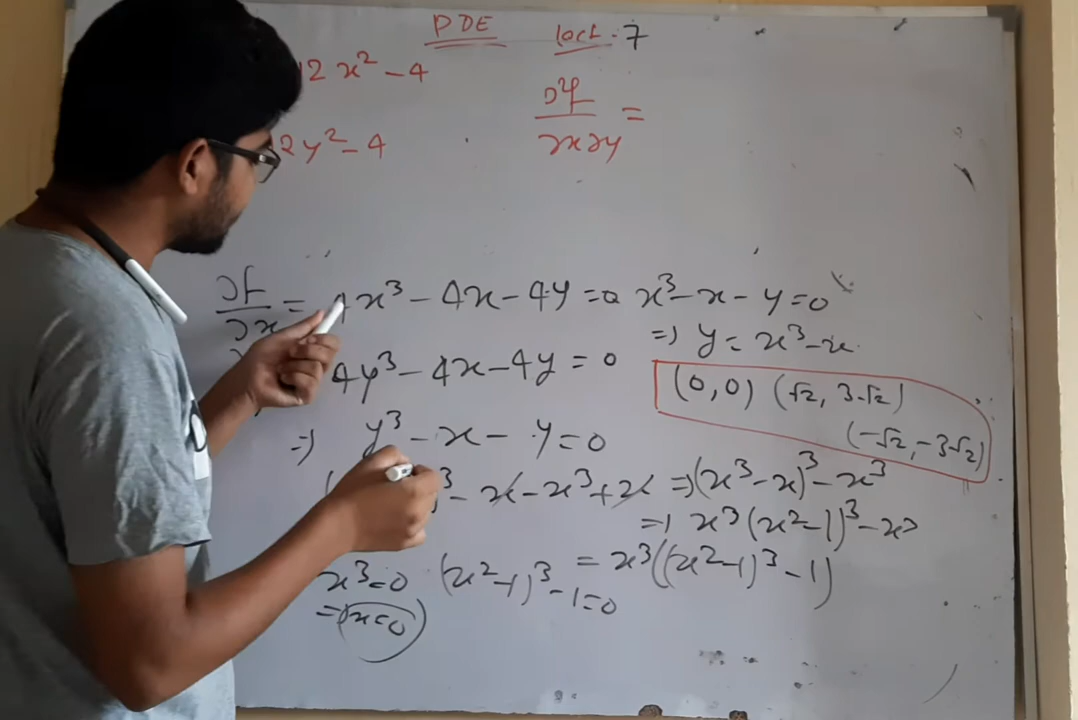 PDE lect. 7
12x² - 4
2y² - 4
∂²f/∂x∂y =
∂f/∂x = 4x³ - 4x - 4y = 0 x³ - x - y = 0
⇒ y = x³ - x
4y³ - 4x - 4y = 0
(0,0) (√2, 3√2)
(-√2, -3√2)
⇒ y³ - x - y = 0
³ - x - x³ + x ⇒ (x³ - x)³ - x³
⇒ x³(x² - 1)³ - x³
= x³((x² - 1)³ - 1)
x³ = 0 (x² - 1)³ - 1 = 0
⇒ x = 0